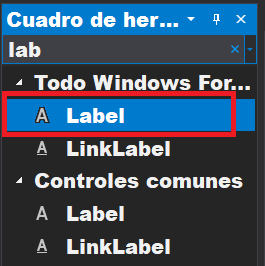 Cuadro de her...
lab
Todo Windows For...
A Label
A LinkLabel
Controles comunes
A Label
A LinkLabel